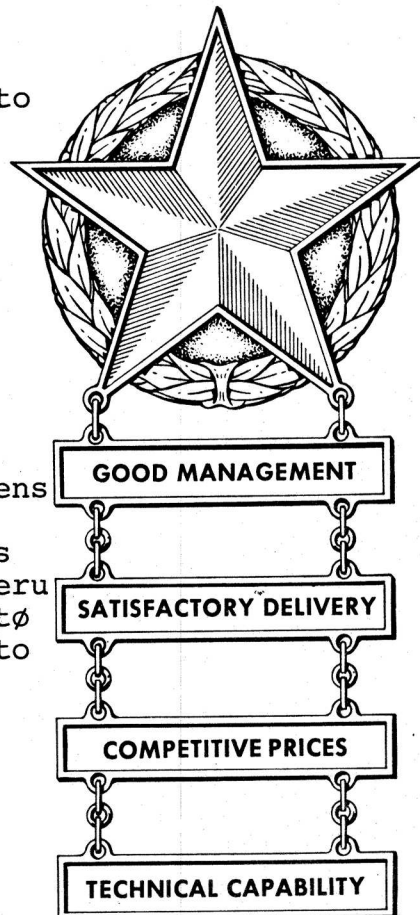 to
GOOD MANAGEMENT
ens
s
eru
SATISFACTORY DELIVERY
tø
to
COMPETITIVE PRICES
TECHNICAL CAPABILITY